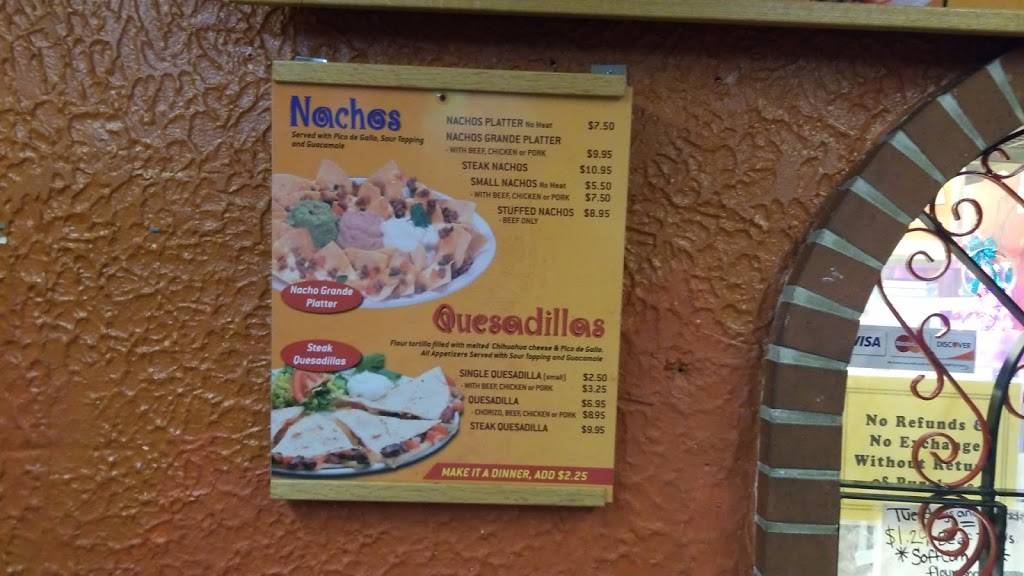 Nachos
Served with Pico de Gallo, Sour Topping
and Guacamole
NACHOS PLATTER No Meat $7.50
NACHOS GRANDE PLATTER
- WITH BEEF, CHICKEN or PORK $9.95
STEAK NACHOS $10.95
SMALL NACHOS No Meat $5.50
- WITH BEEF, CHICKEN or PORK $7.50
STUFFED NACHOS $8.95
- BEEF ONLY
Nacho Grande
Platter
Quesadillas
Flour tortilla filled with melted Chihuahua cheese & Pico de Gallo.
All Appetizers Served with Sour Topping and Guacamole
Steak
Quesadillas
SINGLE QUESADILLA (small) $2.50
- WITH BEEF, CHICKEN or PORK $3.25
QUESADILLA $6.95
- CHORIZO, BEEF, CHICKEN or PORK $8.95
STEAK QUESADILLA $9.95
MAKE IT A DINNER, ADD $2.25
VISA
MasterCard
DISCOVER
No Refunds
No Exchange
Without